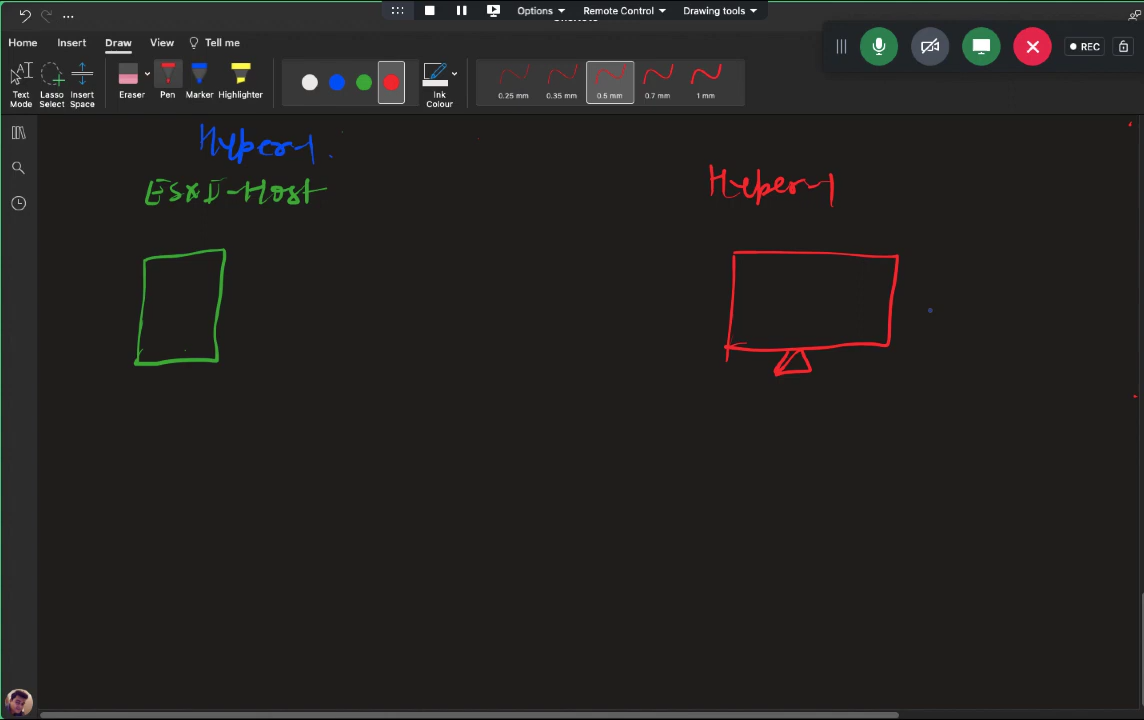 Options
Remote Control
Drawing tools
Home
Insert
Draw
View
Tell me
REC
Text Mode
Lasso Select
Insert Space
Eraser
Pen
Marker
Highlighter
Ink Colour
0.25 mm
0.35 mm
0.5 mm
0.7 mm
1 mm
Hyper-1
ESXI-Host
Hyper-1